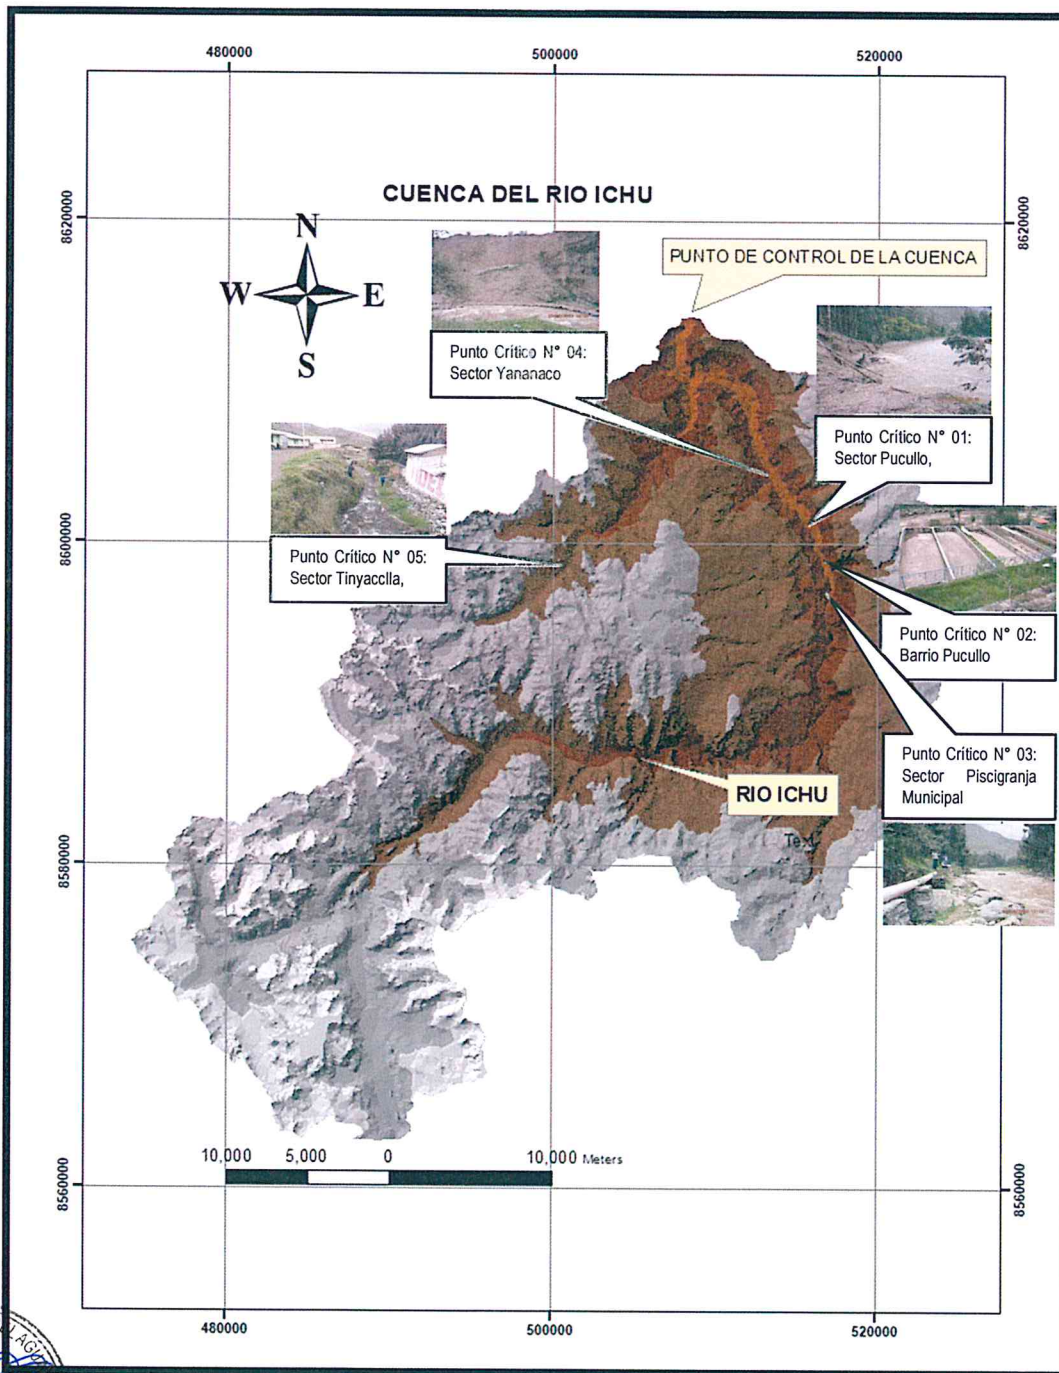 480000
500000
520000
8620000
8620000
CUENCA DEL RIO ICHU
N
W
E
S
PUNTO DE CONTROL DE LA CUENCA
Punto Crítico N° 04:
Sector Yananaco
Punto Crítico N° 01:
Sector Pucullo,
8600000
Punto Crítico N° 05:
Sector Tinyacclla,
Punto Crítico N° 02:
Barrio Pucullo
Punto Crítico N° 03:
Sector Piscigranja
Municipal
RIO ICHU
Text
8580000
10,000 5,000 0 10,000 Meters
8560000
8560000
480000
500000
520000